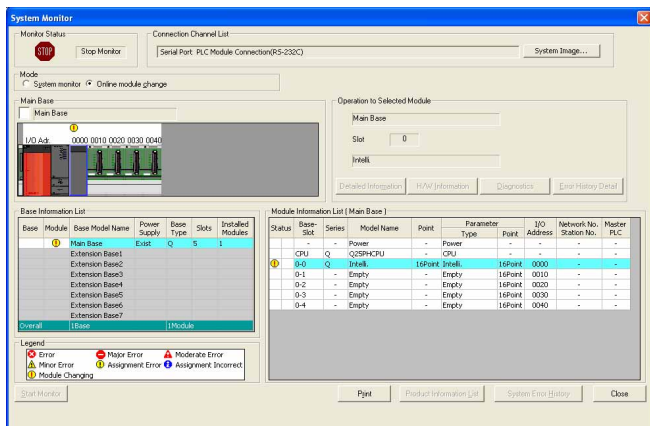 System Monitor
Monitor Status
STOP
Stop Monitor
Connection Channel List
Serial Port PLC Module Connection(RS-232C)
System Image...
Mode
System monitor Online module change
Main Base
Main Base
I/O Adr. 0000 0010 0020 0030 0040
Operation to Selected Module
Main Base
Slot 0
Intelli.
Detailed Information H/W Information Diagnostics Error History Detail
Base Information List
Base Module Base Model Name Power Supply Base Type Slots Installed Modules
Main Base Exist Q 5 1
Extension Base1
Extension Base2
Extension Base3
Extension Base4
Extension Base5
Extension Base6
Extension Base7
Overall 1Base 1Module
Module Information List ( Main Base )
Status Base-Slot Series Model Name Point Parameter Type Point I/O Address Network No. Station No. Master PLC
- - Power - Power - - - -
CPU Q Q25PHCPU - CPU - - - -
0-0 Q Intelli. 16Point Intelli. 16Point 0000 - -
0-1 - Empty - Empty 16Point 0010 - -
0-2 - Empty - Empty 16Point 0020 - -
0-3 - Empty - Empty 16Point 0030 - -
0-4 - Empty - Empty 16Point 0040 - -
Legend
Error Major Error Moderate Error
Minor Error Assignment Error Assignment Incorrect
Module Changing
Start Monitor Print Product Information List System Error History Close